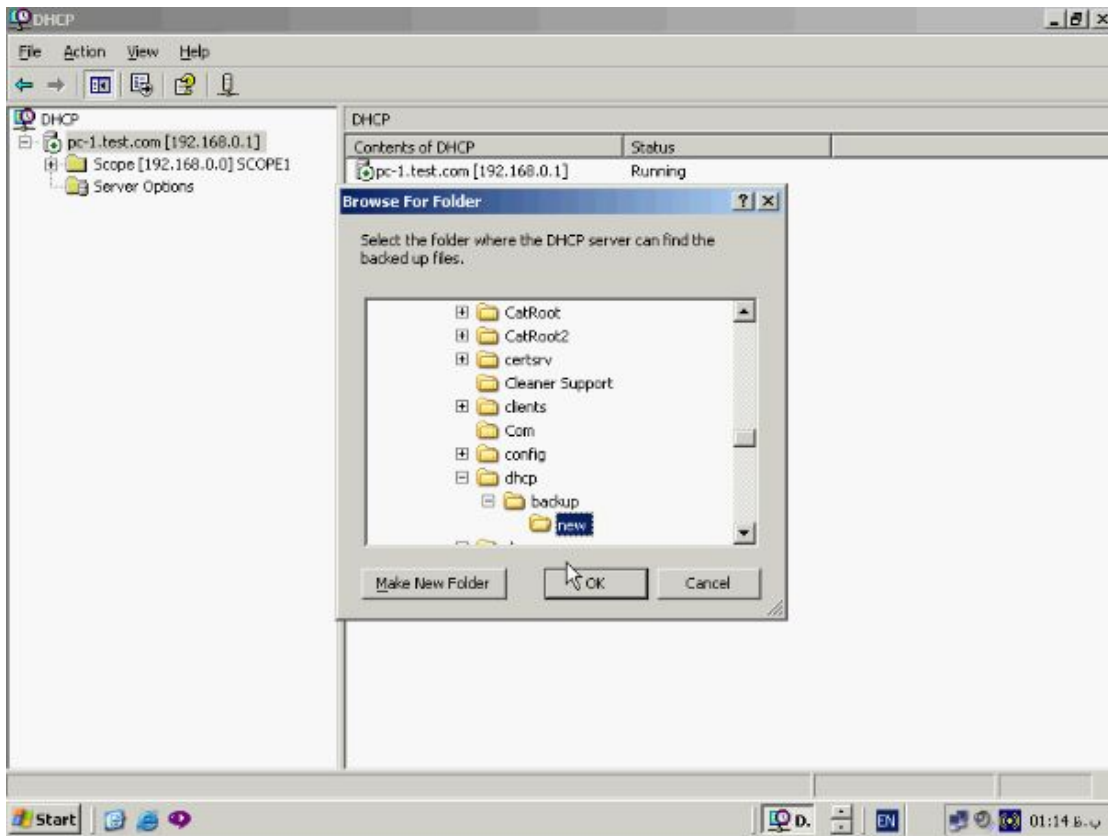 DHCP
File Action View Help
DHCP
pc-1.test.com [192.168.0.1]
Scope [192.168.0.0] SCOPE1
Server Options
DHCP
Contents of DHCP Status
pc-1.test.com [192.168.0.1] Running
Browse For Folder
Select the folder where the DHCP server can find the
backed up files.
CatRoot
CatRoot2
certsrv
Cleaner Support
clients
Com
config
dhcp
backup
new
Make New Folder OK Cancel
Start D. EN 01:14 ب.ظ